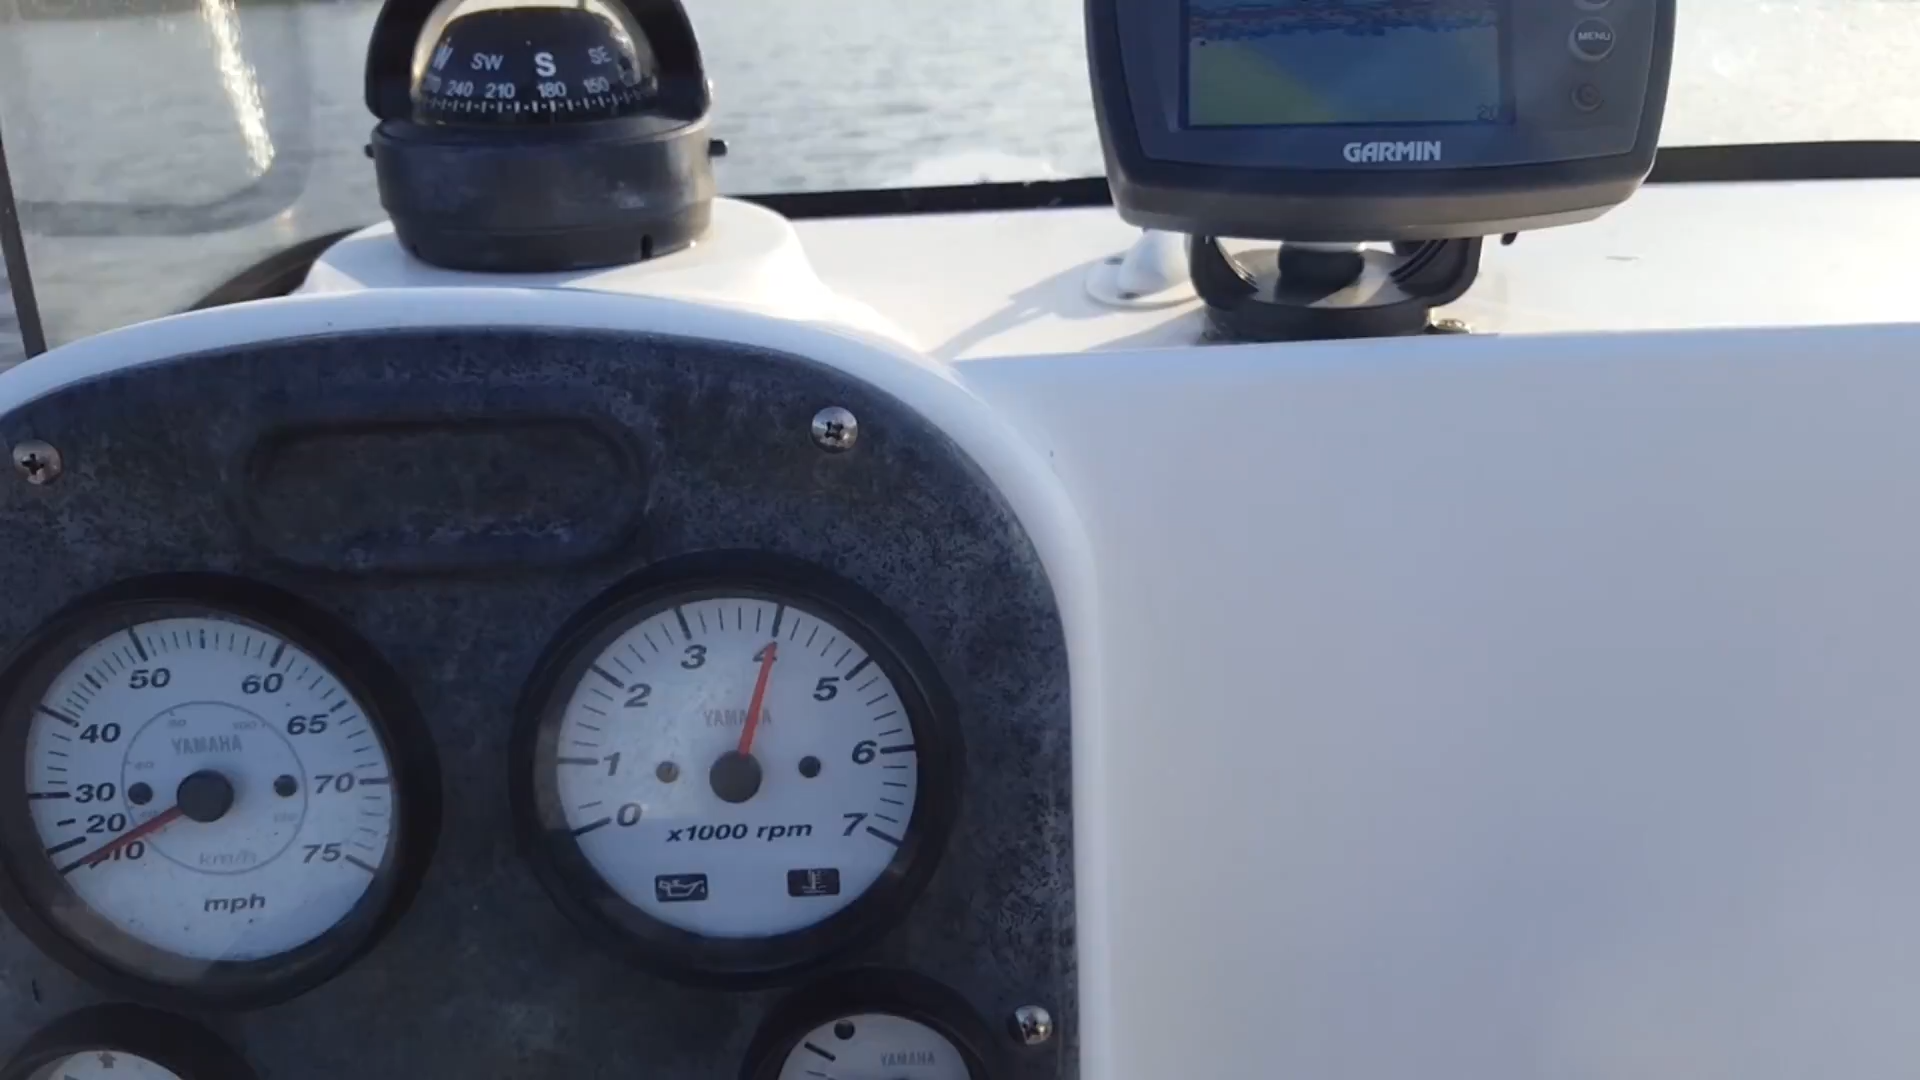 W SW S SE
240 210 180 150
MENU
20
GARMIN
10 20 30 40 50 60 65 70 75
YAMAHA
km/h
mph
0 1 2 3 4 5 6 7
YAMAHA
x1000 rpm
YAMAHA